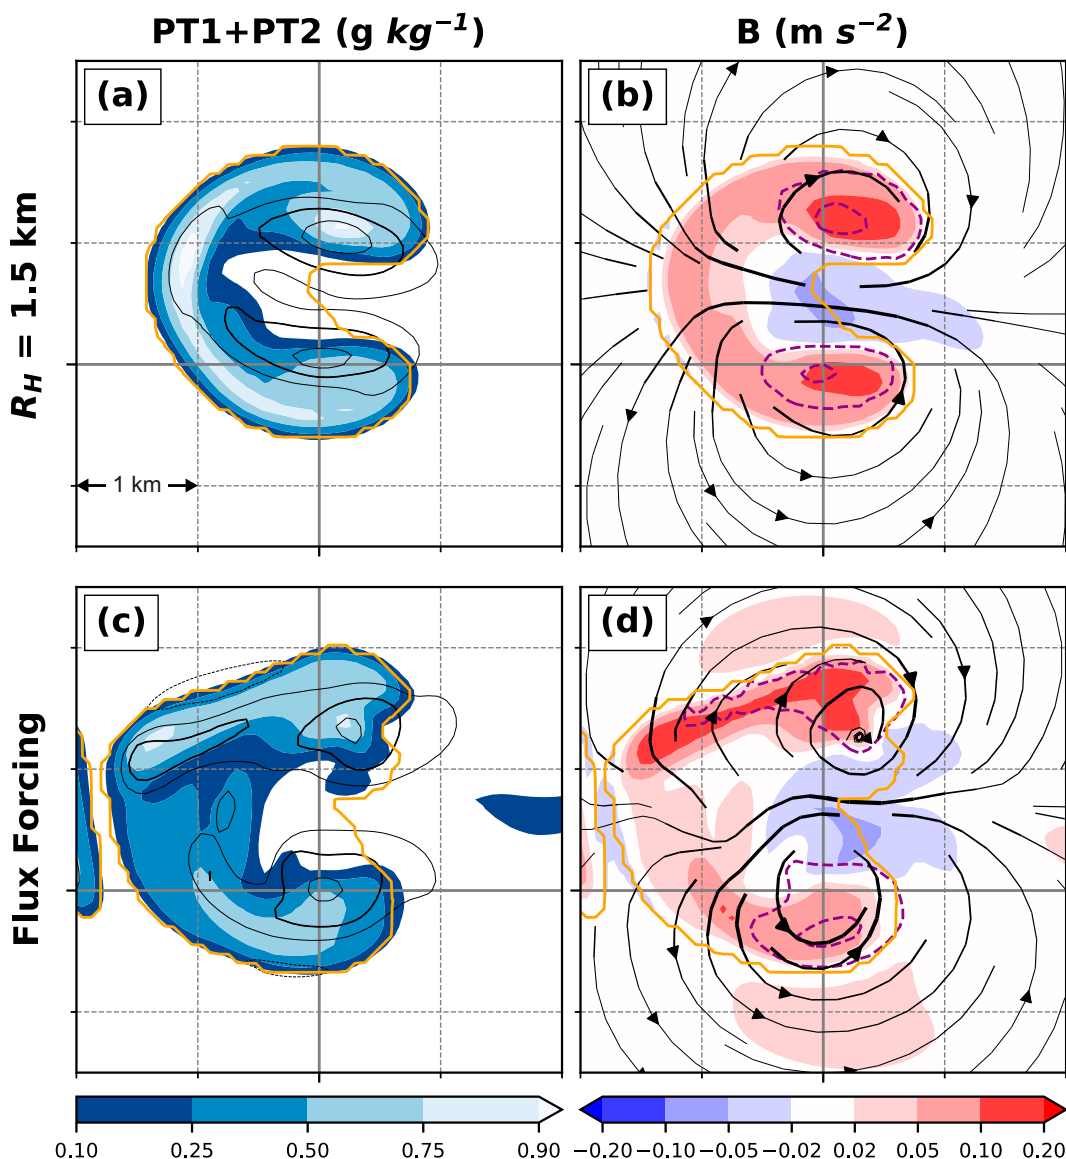 PT1+PT2 (g kg⁻¹) B (m s⁻²)
(a) (b)
R_H = 1.5 km
1 km
(c) (d)
Flux Forcing
0.10 0.25 0.50 0.75 0.90 −0.20 −0.10 −0.05 −0.02 0.02 0.05 0.10 0.20